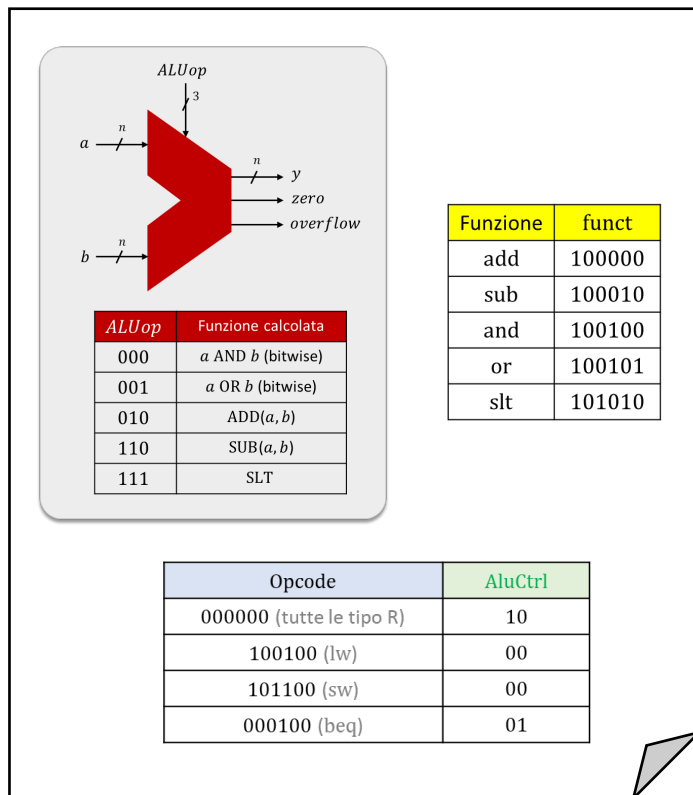 ALUop
3
n
a
n
y
zero
overflow
n
b
ALUop Funzione calcolata
000 a AND b (bitwise)
001 a OR b (bitwise)
010 ADD(a, b)
110 SUB(a, b)
111 SLT
Funzione funct
add 100000
sub 100010
and 100100
or 100101
slt 101010
Opcode AluCtrl
000000 (tutte le tipo R) 10
100100 (lw) 00
101100 (sw) 00
000100 (beq) 01